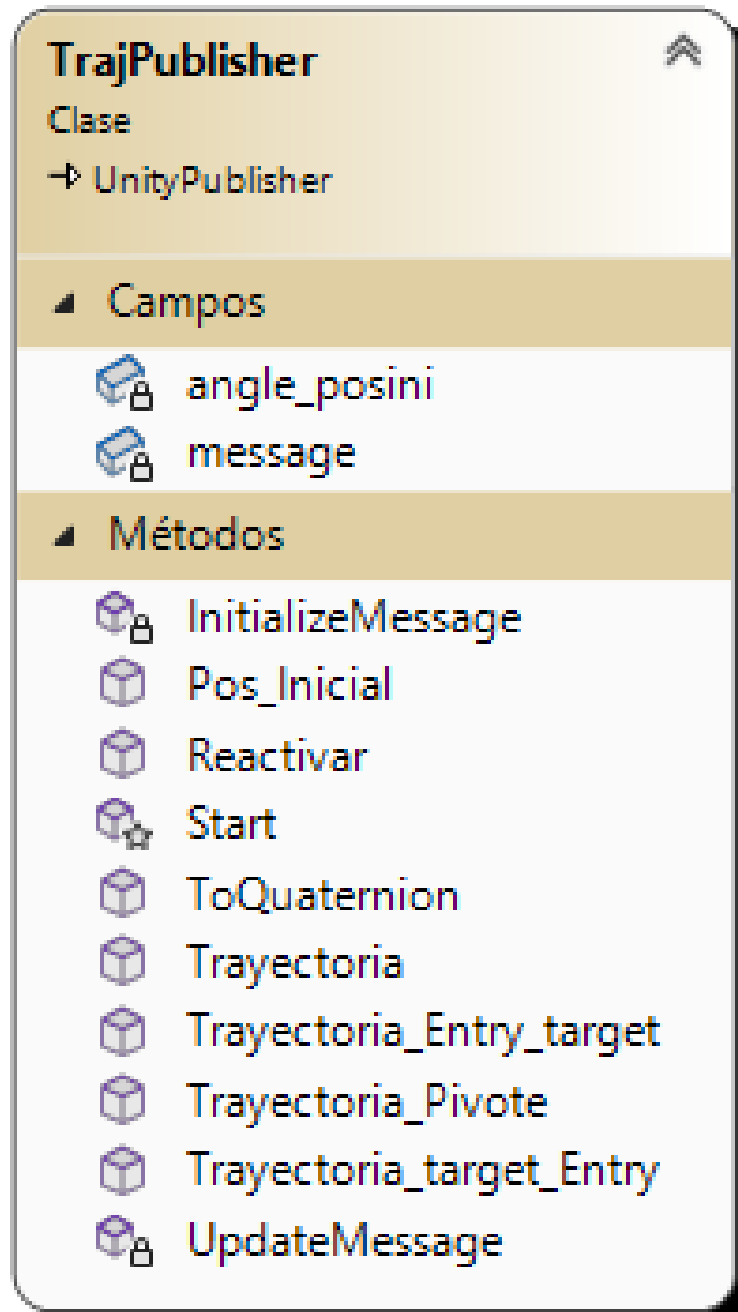 TrajPublisher
Clase
UnityPublisher
Campos
angle_posini
message
Métodos
InitializeMessage
Pos_Inicial
Reactivar
Start
ToQuaternion
Trayectoria
Trayectoria_Entry_target
Trayectoria_Pivote
Trayectoria_target_Entry
UpdateMessage